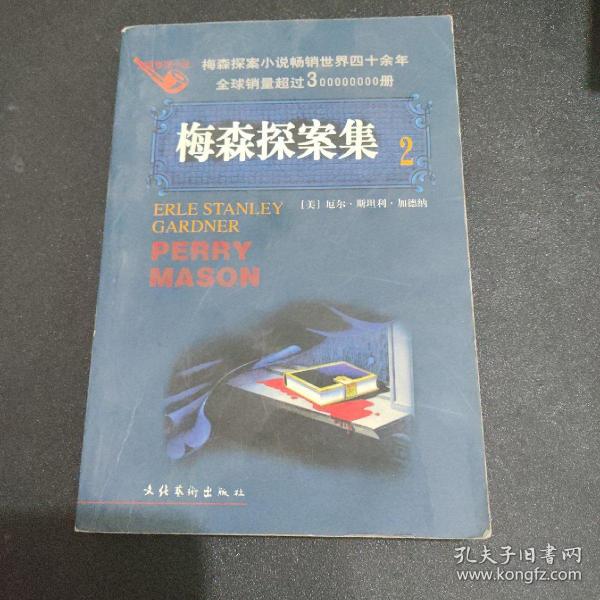 梅森探案小说畅销世界四十余年
全球销量超过300000000册
梅森探案集 2
ERLE STANLEY
GARDNER
[美] 厄尔·斯坦利·加德纳
PERRY
MASON
文化艺术出版社
孔夫子旧书网
www.kongfz.com